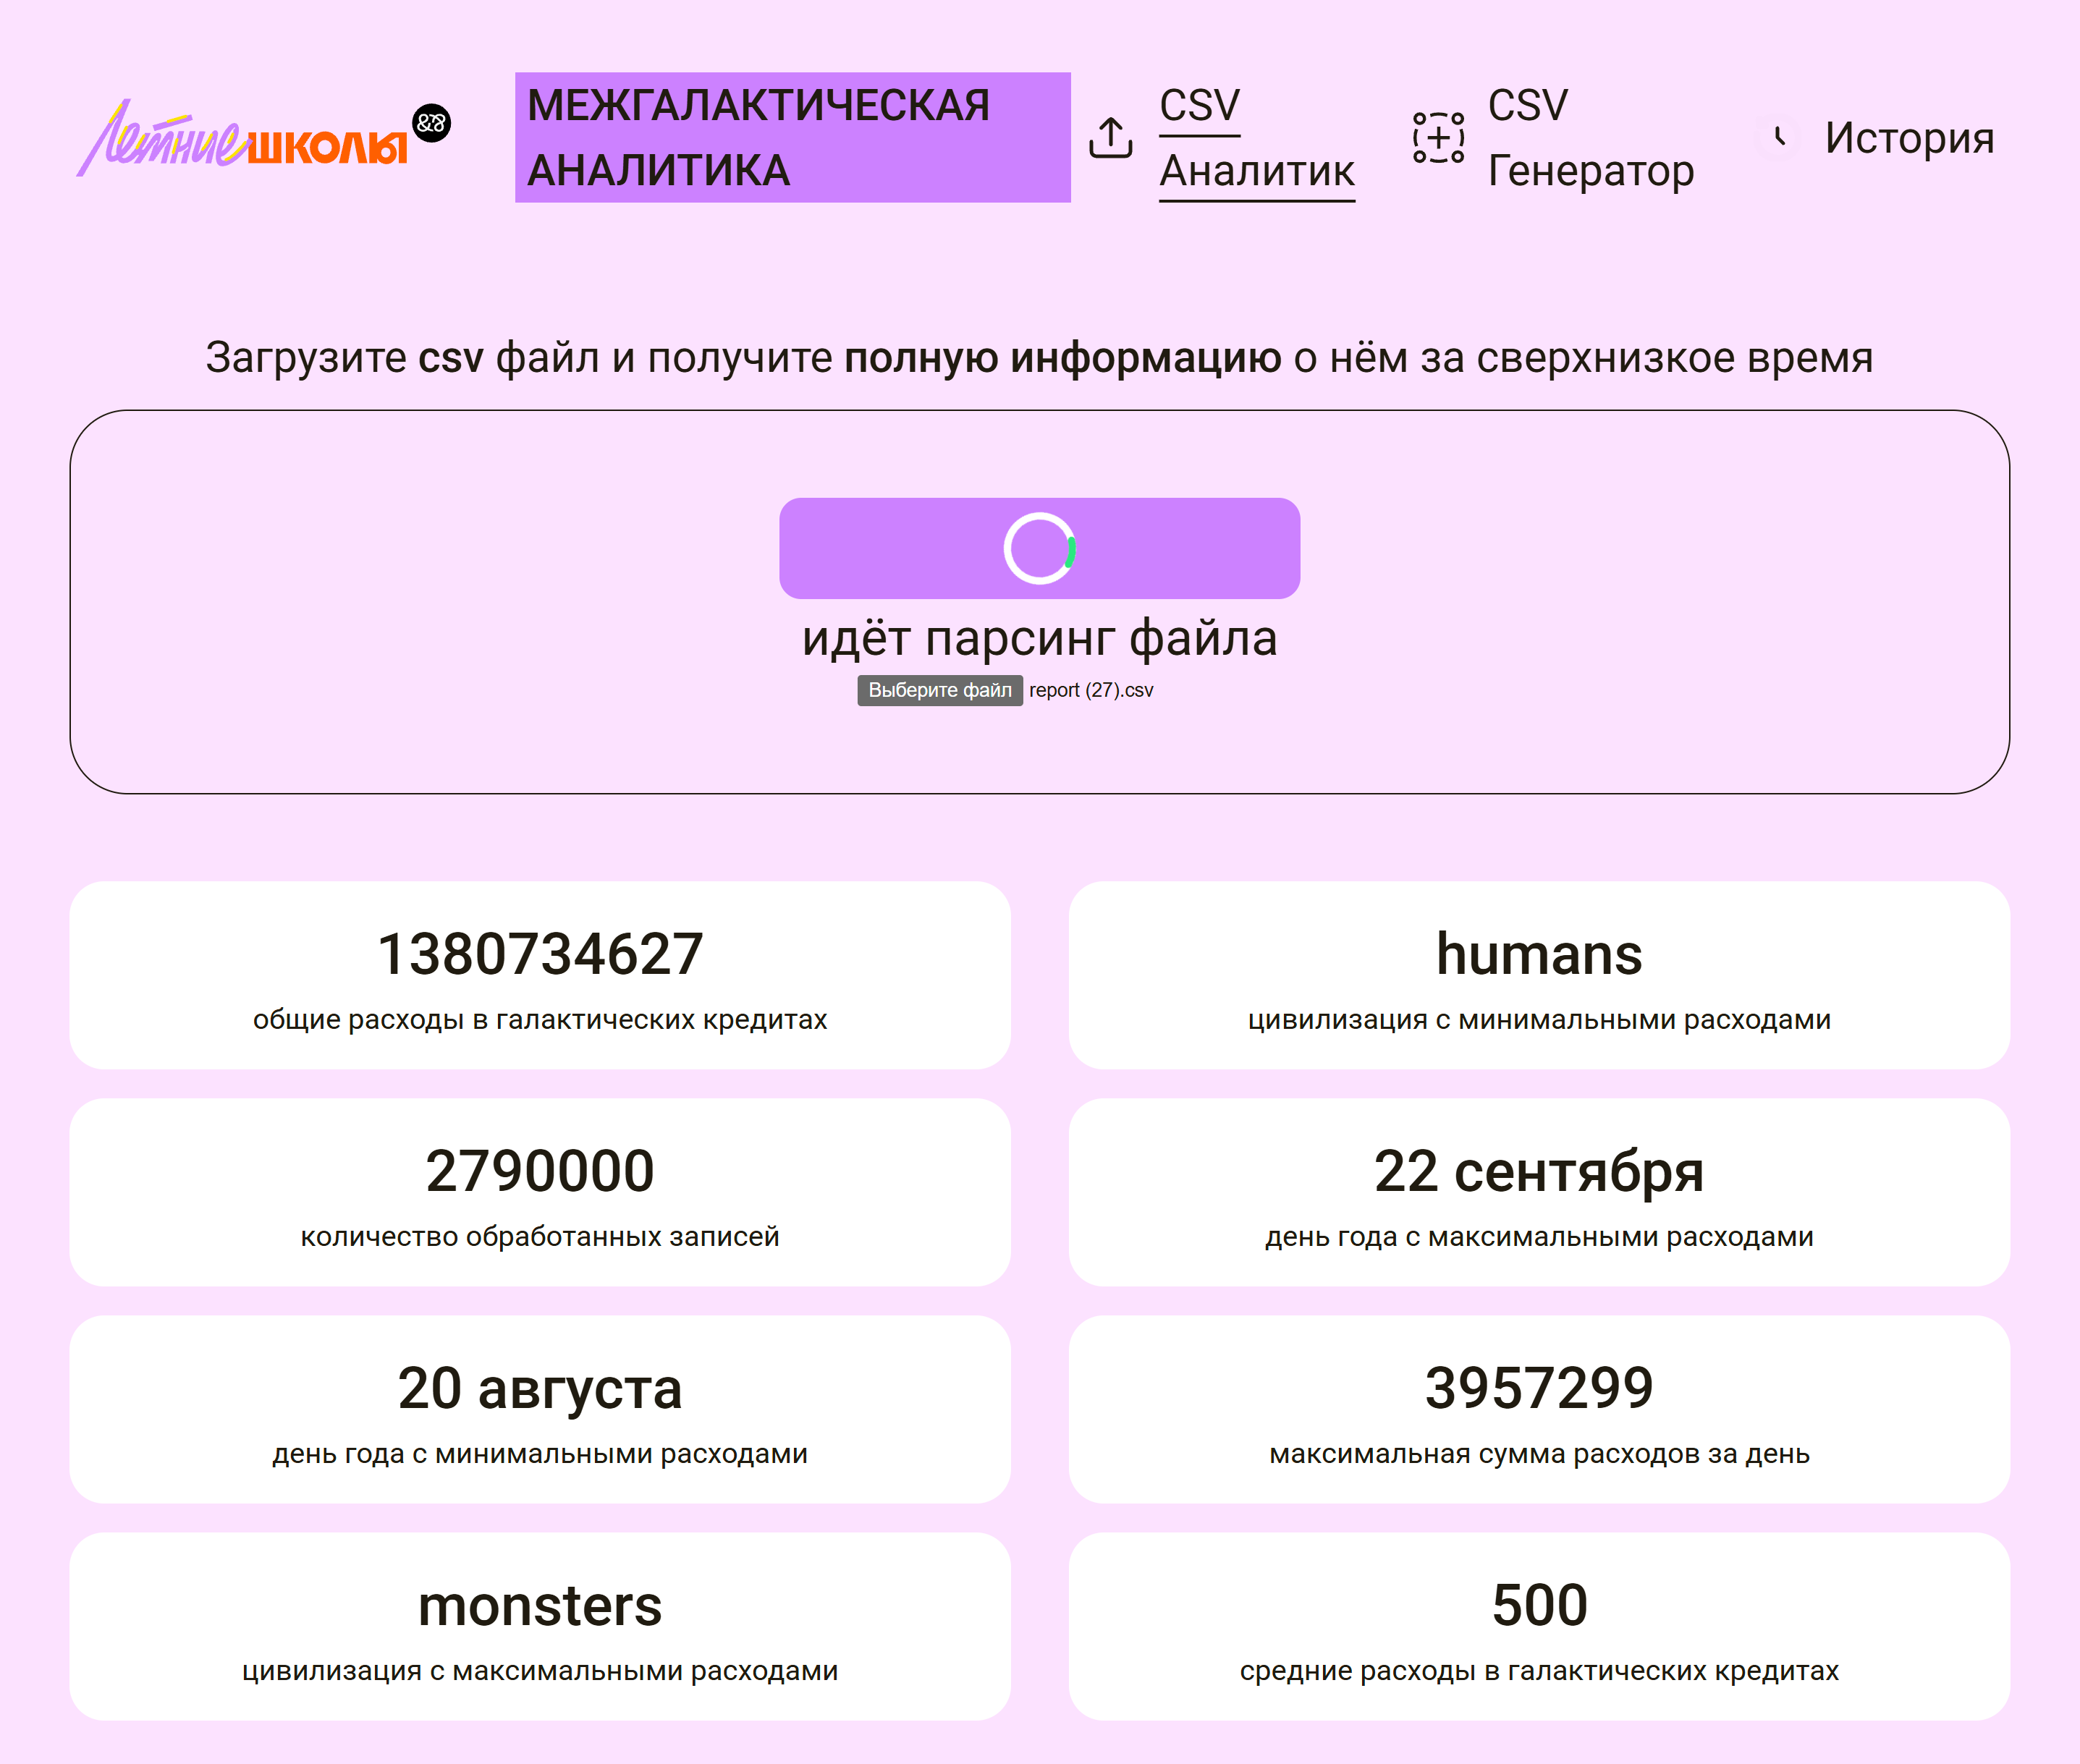 Летние школы
МЕЖГАЛАКТИЧЕСКАЯ
АНАЛИТИКА
CSV
Аналитик
CSV
Генератор
История
Загрузите csv файл и получите полную информацию о нём за сверхнизкое время
идёт парсинг файла
Выберите файл report (27).csv
1380734627
общие расходы в галактических кредитах
humans
цивилизация с минимальными расходами
2790000
количество обработанных записей
22 сентября
день года с максимальными расходами
20 августа
день года с минимальными расходами
3957299
максимальная сумма расходов за день
monsters
цивилизация с максимальными расходами
500
средние расходы в галактических кредитах